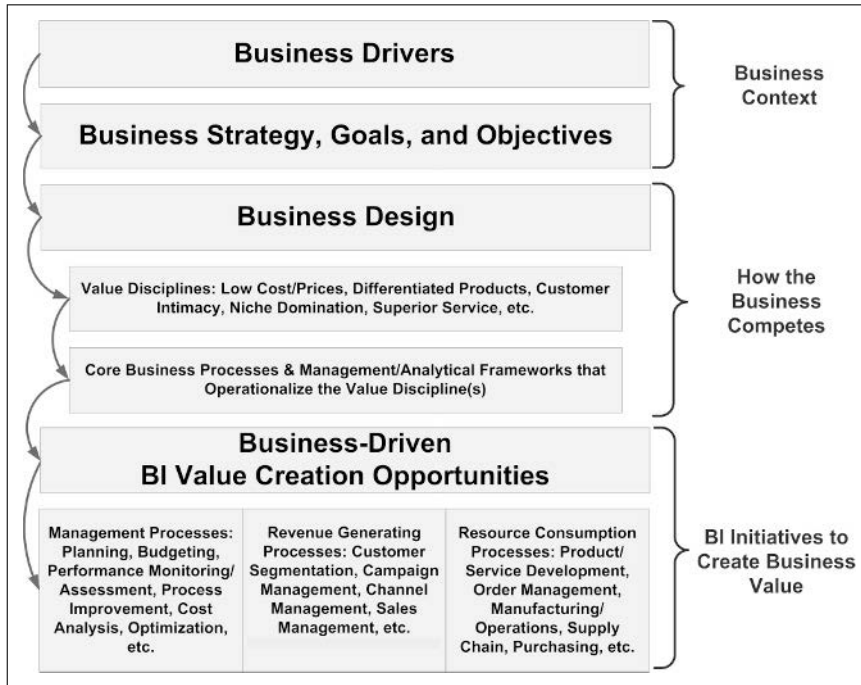 Business Drivers
Business
Context
Business Strategy, Goals, and Objectives
Business Design
Value Disciplines: Low Cost/Prices, Differentiated Products, Customer
Intimacy, Niche Domination, Superior Service, etc.
How the
Business
Competes
Core Business Processes & Management/Analytical Frameworks that
Operationalize the Value Discipline(s)
Business-Driven
BI Value Creation Opportunities
Management Processes:
Planning, Budgeting,
Performance Monitoring/
Assessment, Process
Improvement, Cost
Analysis, Optimization,
etc.
Revenue Generating
Processes: Customer
Segmentation, Campaign
Management, Channel
Management, Sales
Management, etc.
Resource Consumption
Processes: Product/
Service Development,
Order Management,
Manufacturing/
Operations, Supply
Chain, Purchasing, etc.
BI Initiatives to
Create Business
Value